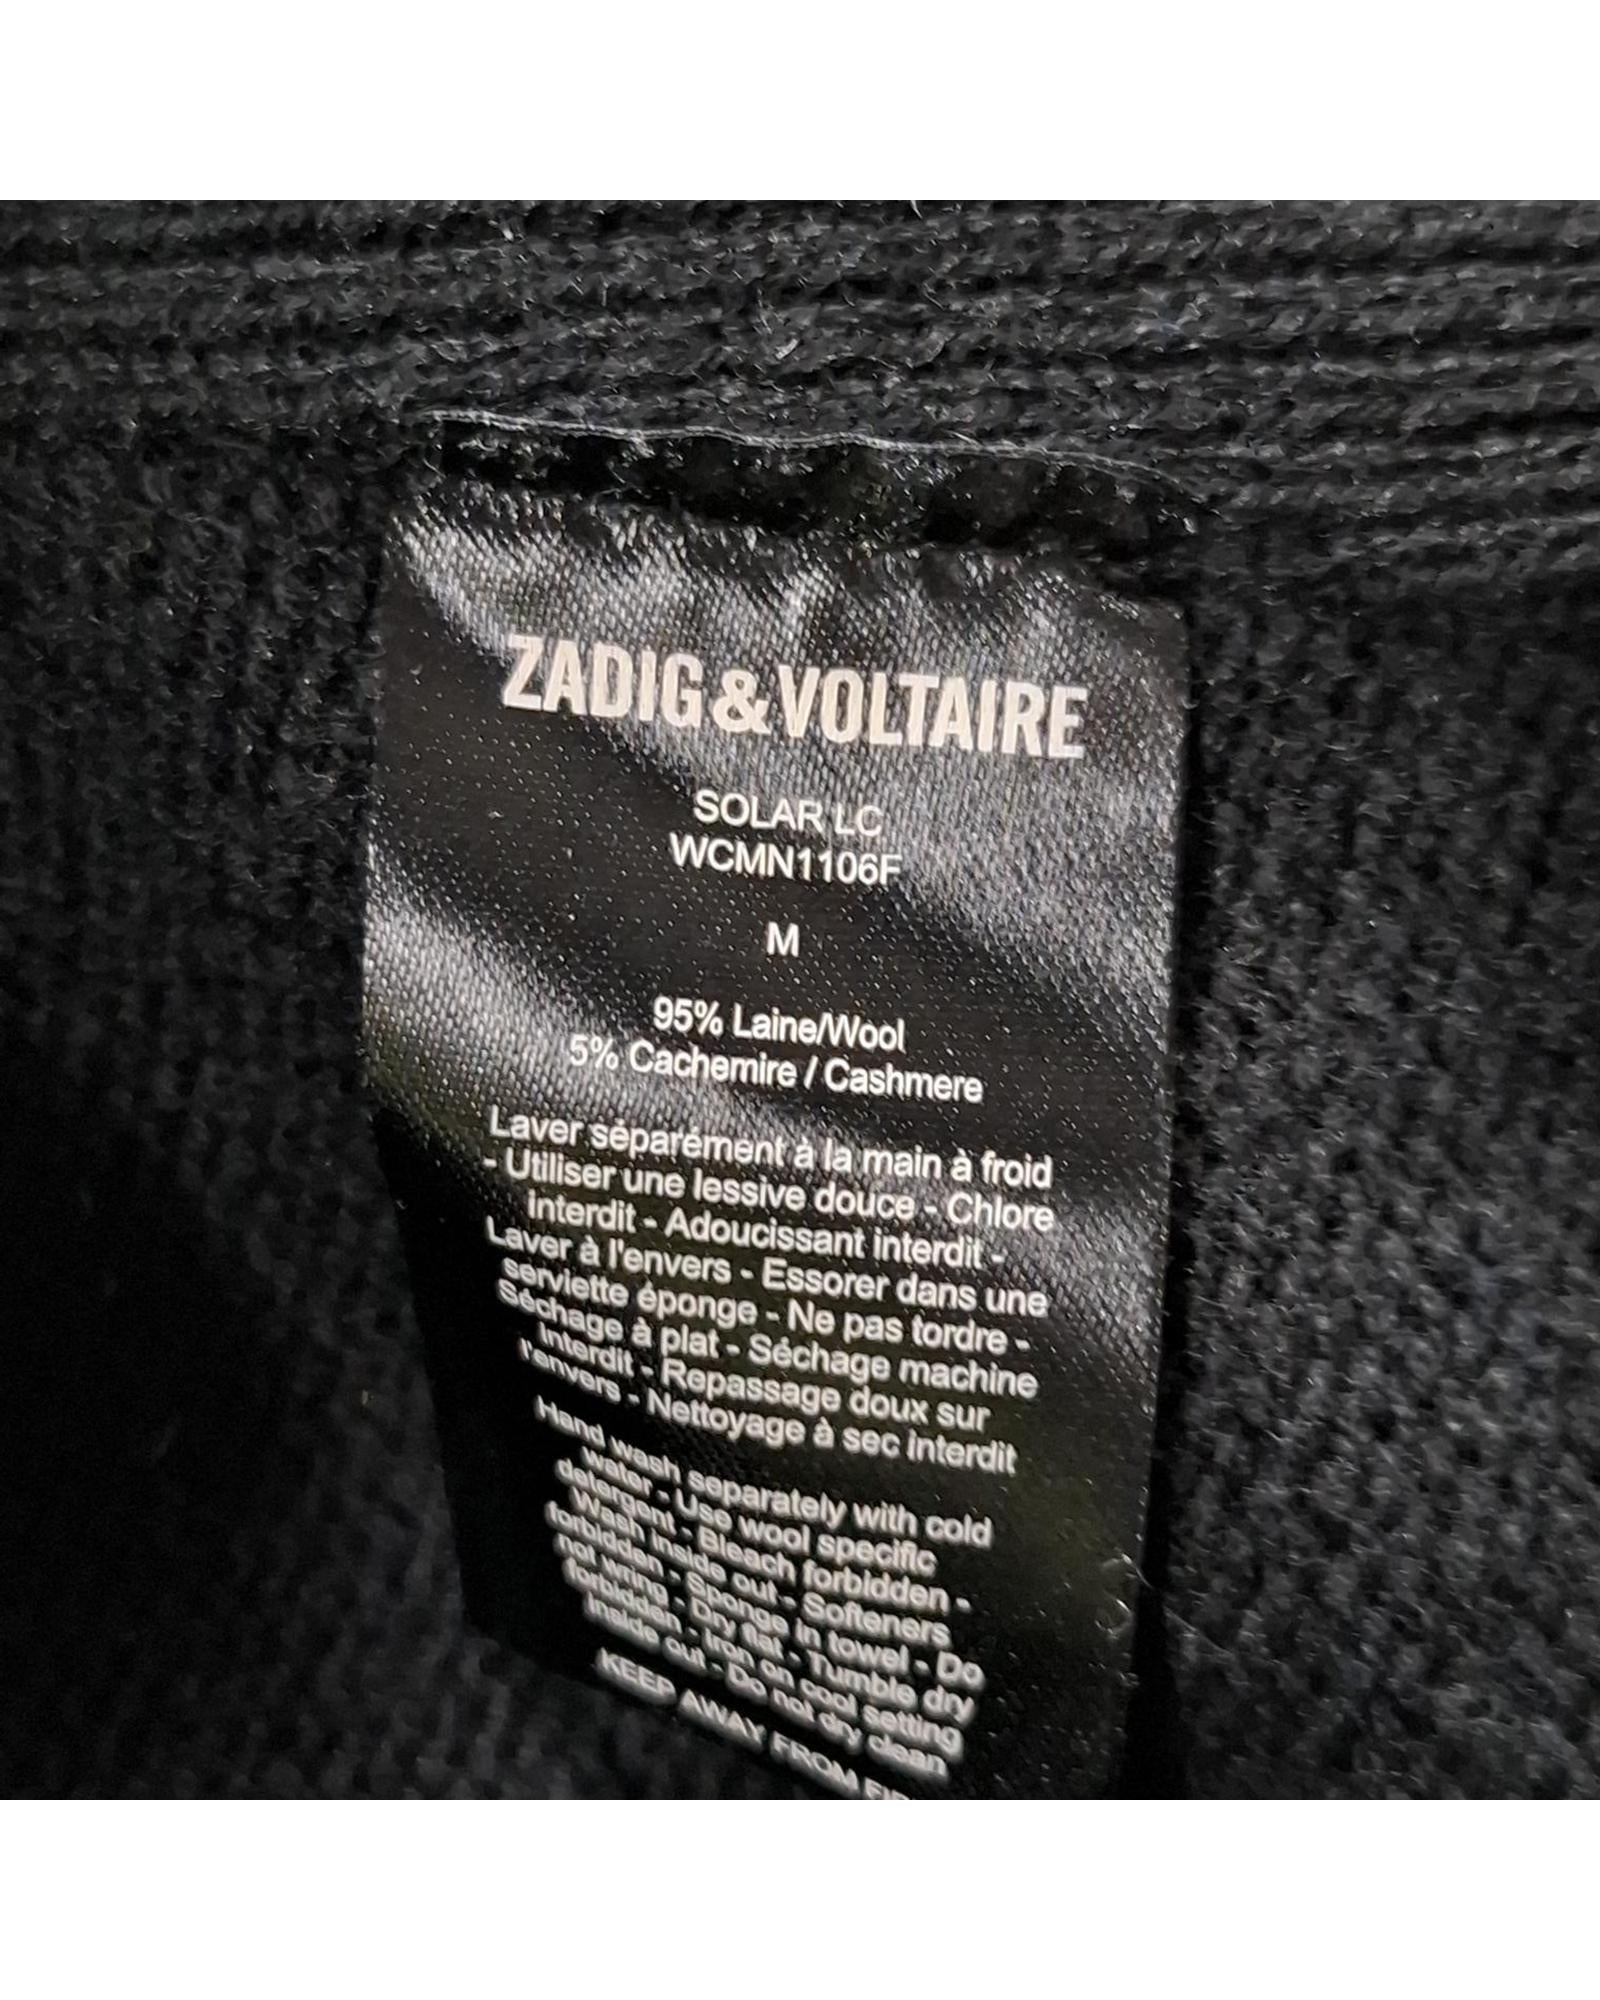 ZADIG&VOLTAIRE
SOLAR LC
WCMN1106F
M
95% Laine/Wool
5% Cachemire / Cashmere
Laver séparément à la main à froid
- Utiliser une lessive douce - Chlore
interdit - Adoucissant interdit -
Laver à l'envers - Essorer dans une
serviette éponge - Ne pas tordre -
Séchage à plat - Séchage machine
interdit - Repassage doux sur
l'envers - Nettoyage à sec interdit
Hand wash separately with cold
water - Use wool specific
detergent - Bleach forbidden -
Wash inside out - Softeners
forbidden - Sponge in towel - Do
not wring - Dry flat - Tumble dry
forbidden - Iron on cool setting
inside out - Do not dry clean
KEEP AWAY FROM